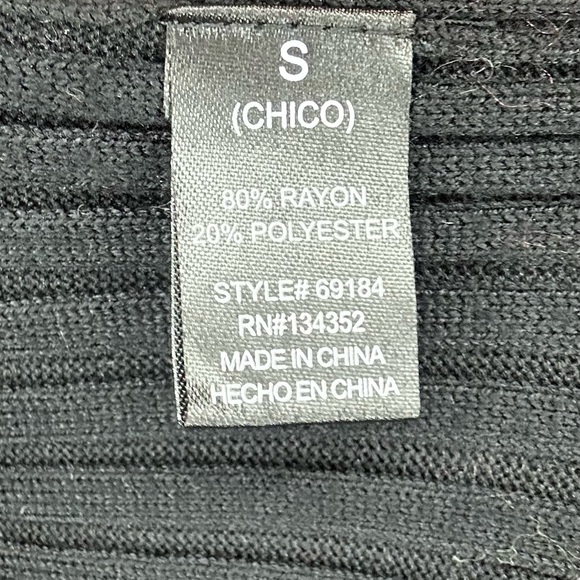 S
(CHICO)
80% RAYON
20% POLYESTER
STYLE# 69184
RN#134352
MADE IN CHINA
HECHO EN CHINA